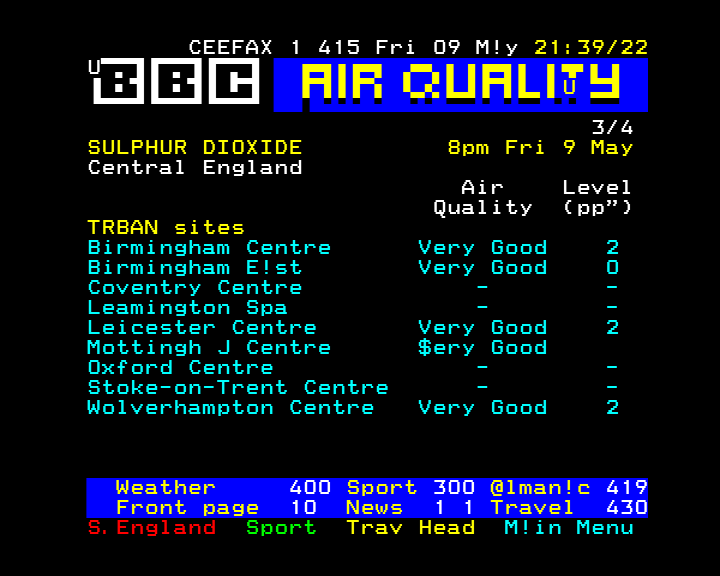 CEEFAX 1 415 Fri 09 M!y 21:39/22
U BBC AIR QUALITY U
3/4
SULPHUR DIOXIDE 8pm Fri 9 May
Central England
Air Level
Quality (pp”)
TRBAN sites
Birmingham Centre Very Good 2
Birmingham E!st Very Good 0
Coventry Centre - -
Leamington Spa - -
Leicester Centre Very Good 2
Mottingh J Centre $ery Good
Oxford Centre - -
Stoke-on-Trent Centre - -
Wolverhampton Centre Very Good 2
Weather 400 Sport 300 @lman!c 419
Front page 10 News 1 1 Travel 430
S. England Sport Trav Head M!in Menu